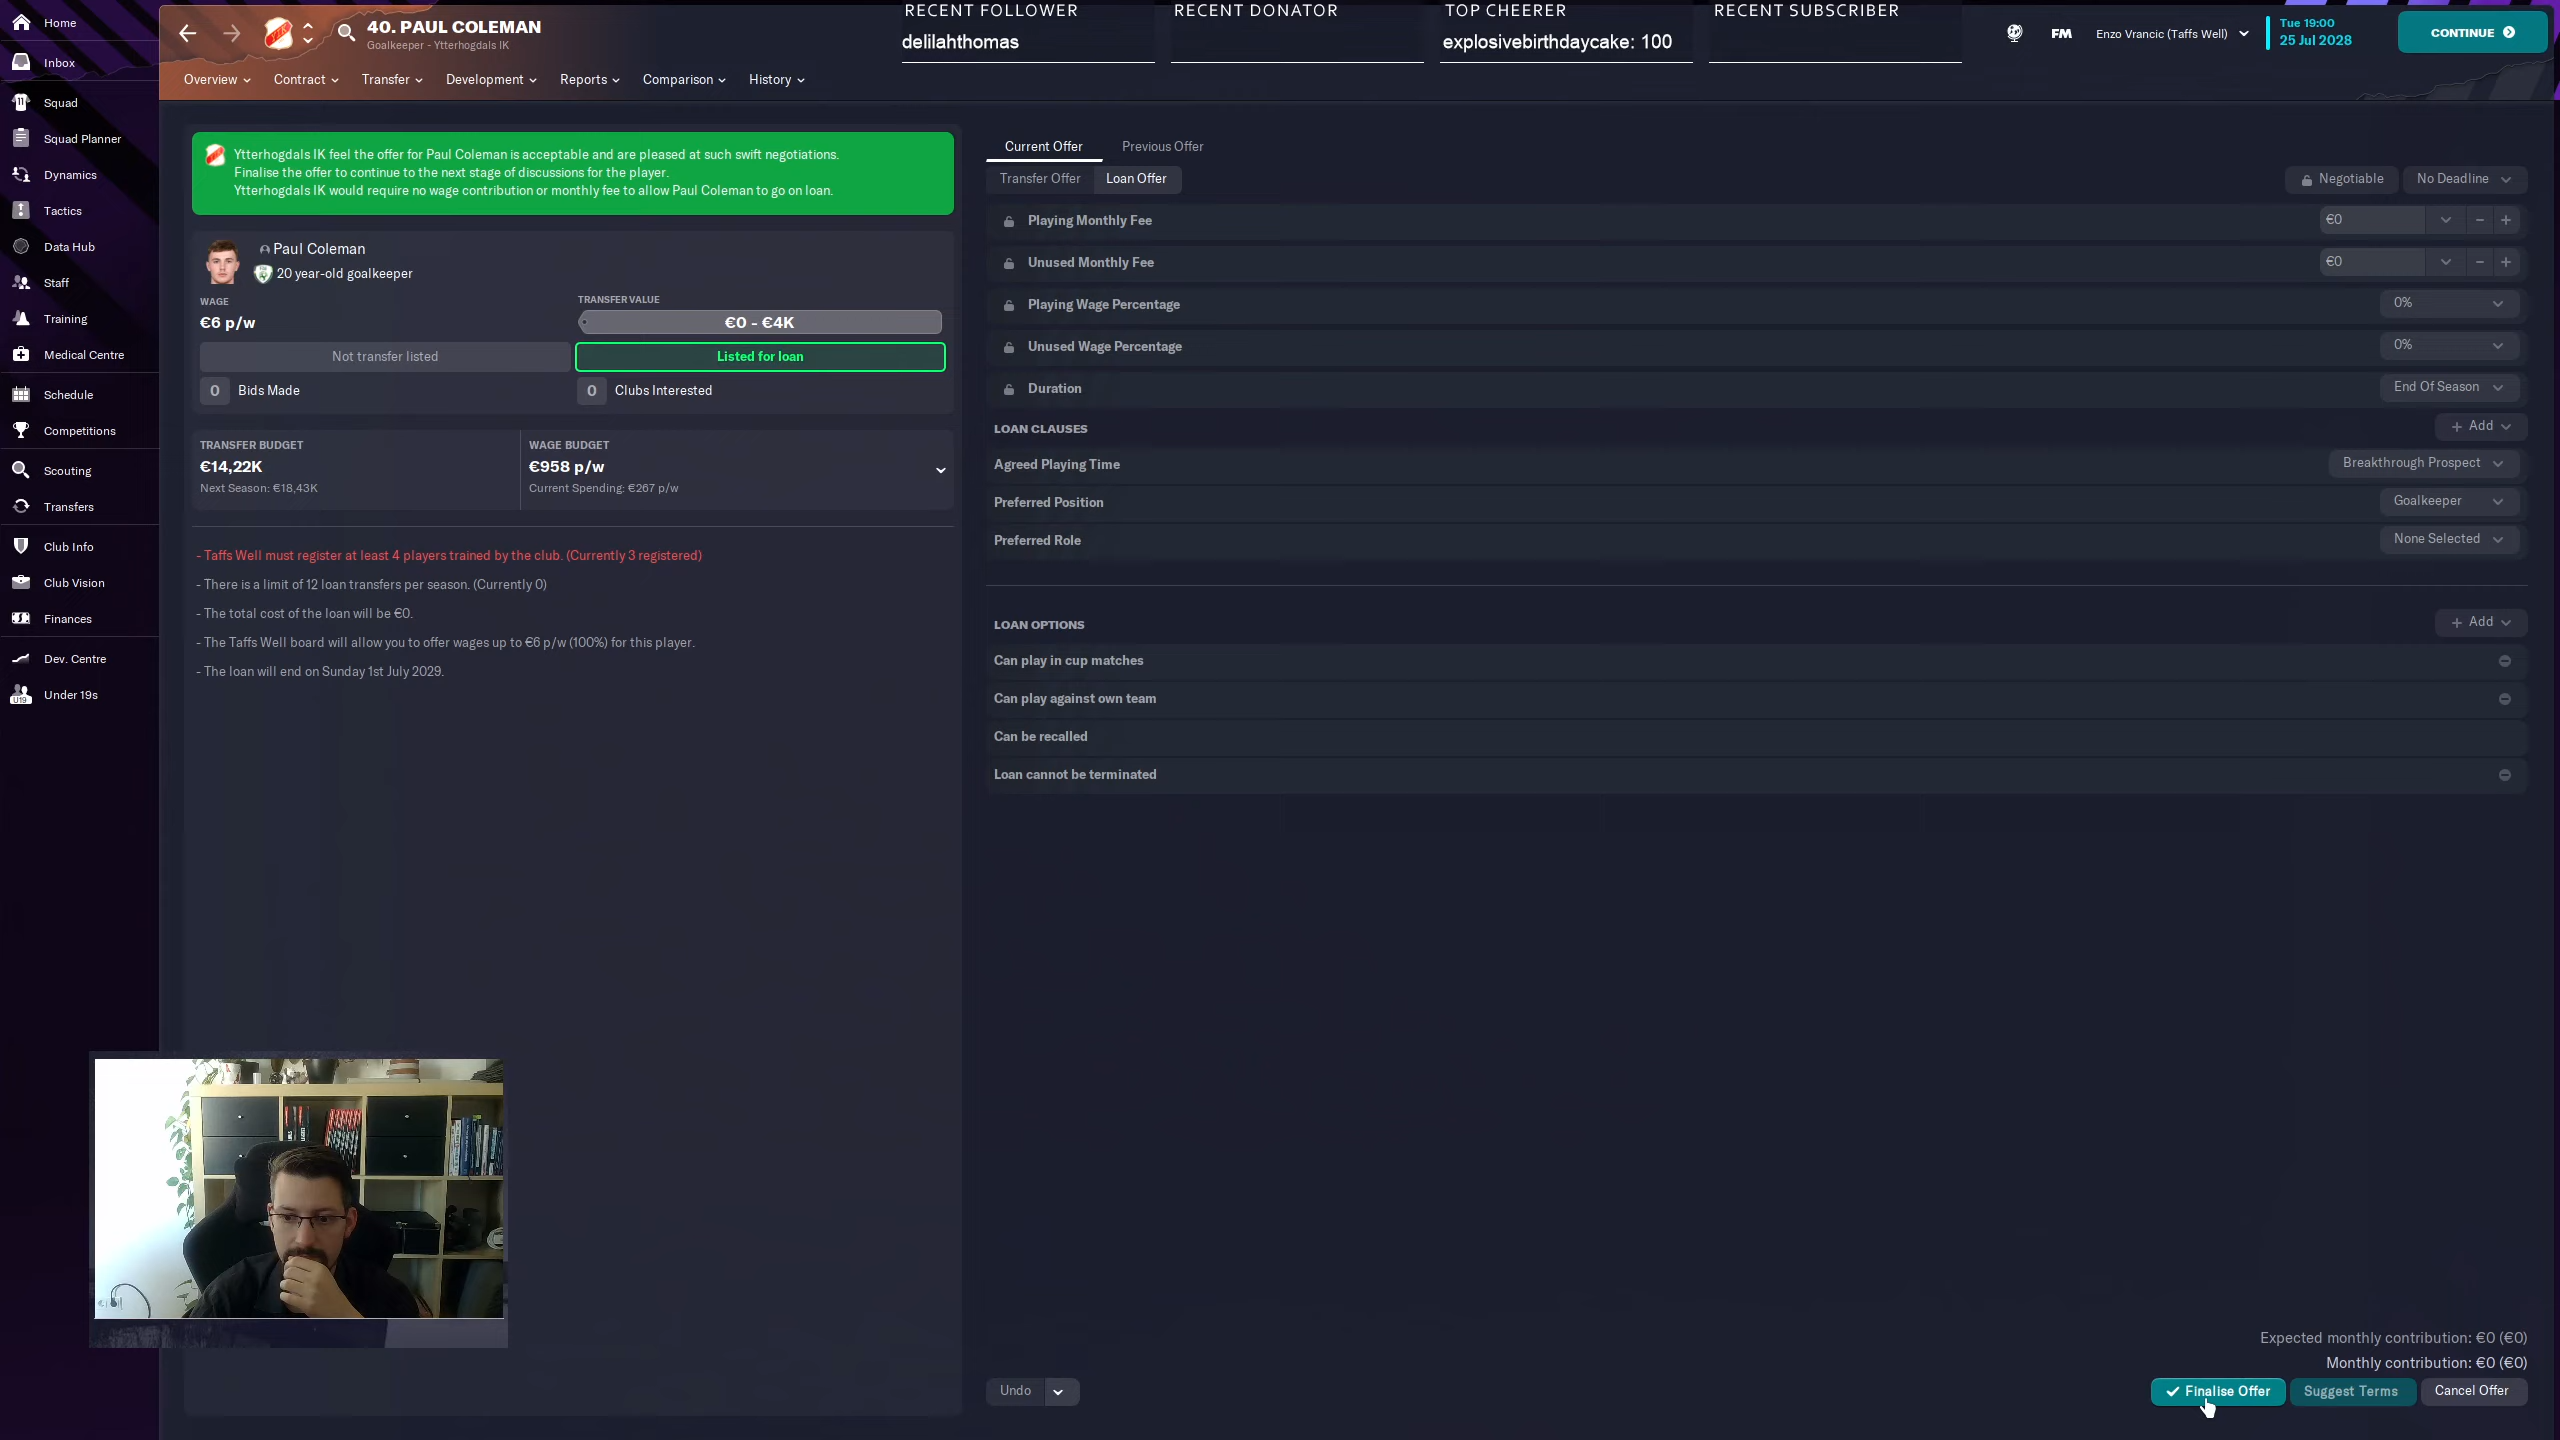 Home
Inbox
Squad
Squad Planner
Dynamics
Tactics
Data Hub
Staff
Training
Medical Centre
Schedule
Competitions
Scouting
Transfers
Club Info
Club Vision
Finances
Dev. Centre
Under 19s
40. PAUL COLEMAN
Goalkeeper - Ytterhogdals IK
Overview
Contract
Transfer
Development
Reports
Comparison
History
RECENT FOLLOWER
delilahthomas
RECENT DONATOR
TOP CHEERER
explosivebirthdaycake: 100
RECENT SUBSCRIBER
FM
Enzo Vrancic (Taffs Well)
Tue 19:00
25 Jul 2028
CONTINUE
Ytterhogdals IK feel the offer for Paul Coleman is acceptable and are pleased at such swift negotiations.
Finalise the offer to continue to the next stage of discussions for the player.
Ytterhogdals IK would require no wage contribution or monthly fee to allow Paul Coleman to go on loan.
Paul Coleman
20 year-old goalkeeper
WAGE
€6 p/w
TRANSFER VALUE
€0 - €4K
Not transfer listed
Listed for loan
0 Bids Made
0 Clubs Interested
TRANSFER BUDGET
€14,22K
Next Season: €18,43K
WAGE BUDGET
€958 p/w
Current Spending: €267 p/w
- Taffs Well must register at least 4 players trained by the club. (Currently 3 registered)
- There is a limit of 12 loan transfers per season. (Currently 0)
- The total cost of the loan will be €0.
- The Taffs Well board will allow you to offer wages up to €6 p/w (100%) for this player.
- The loan will end on Sunday 1st July 2029.
Current Offer
Previous Offer
Transfer Offer
Loan Offer
Negotiable
No Deadline
Playing Monthly Fee
€0
Unused Monthly Fee
€0
Playing Wage Percentage
0%
Unused Wage Percentage
0%
Duration
End Of Season
LOAN CLAUSES
+ Add
Agreed Playing Time
Breakthrough Prospect
Preferred Position
Goalkeeper
Preferred Role
None Selected
LOAN OPTIONS
+ Add
Can play in cup matches
Can play against own team
Can be recalled
Loan cannot be terminated
Expected monthly contribution: €0 (€0)
Monthly contribution: €0 (€0)
Undo
Finalise Offer
Suggest Terms
Cancel Offer